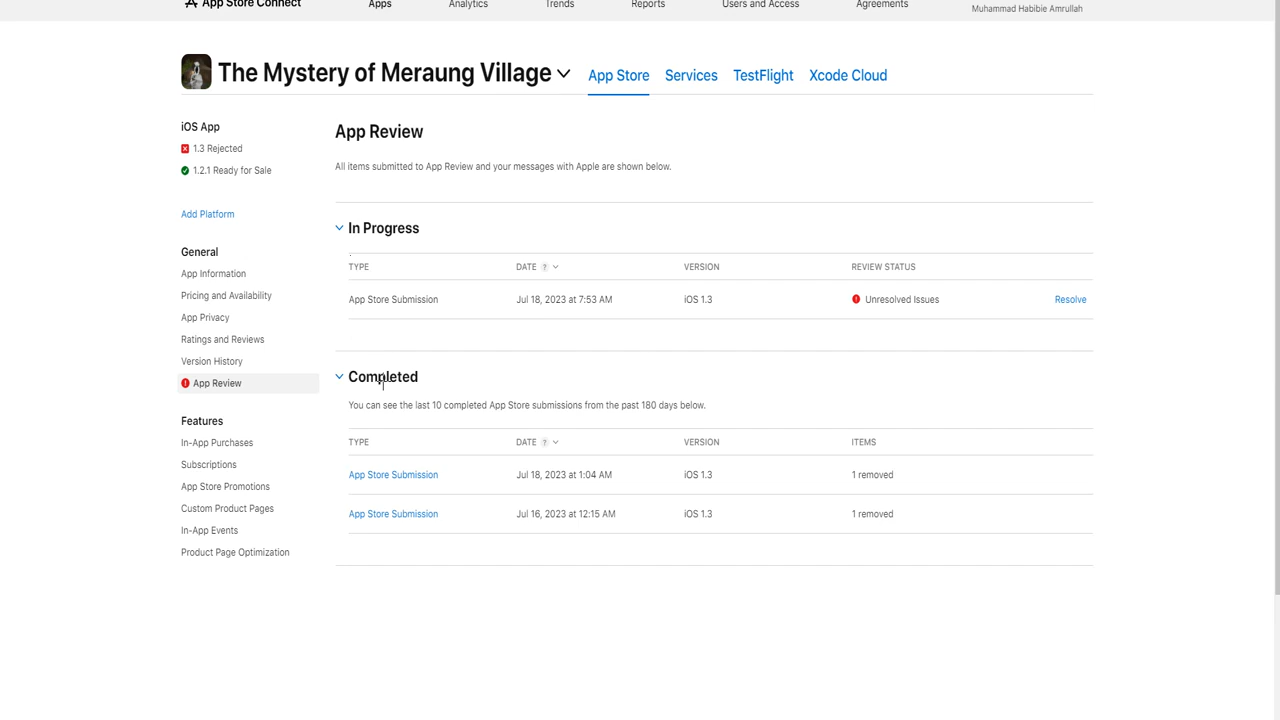 App Store Connect Apps Analytics Trends Reports Users and Access Agreements
Muhammad Habibie Amrullah
The Mystery of Meraung Village App Store Services TestFlight Xcode Cloud
iOS App
1.3 Rejected
1.2.1 Ready for Sale
Add Platform
General
App Information
Pricing and Availability
App Privacy
Ratings and Reviews
Version History
App Review
Features
In-App Purchases
Subscriptions
App Store Promotions
Custom Product Pages
In-App Events
Product Page Optimization
App Review
All items submitted to App Review and your messages with Apple are shown below.
In Progress
TYPE DATE ? VERSION REVIEW STATUS
App Store Submission Jul 18, 2023 at 7:53 AM iOS 1.3 Unresolved Issues Resolve
Completed
You can see the last 10 completed App Store submissions from the past 180 days below.
TYPE DATE ? VERSION ITEMS
App Store Submission Jul 18, 2023 at 1:04 AM iOS 1.3 1 removed
App Store Submission Jul 16, 2023 at 12:15 AM iOS 1.3 1 removed